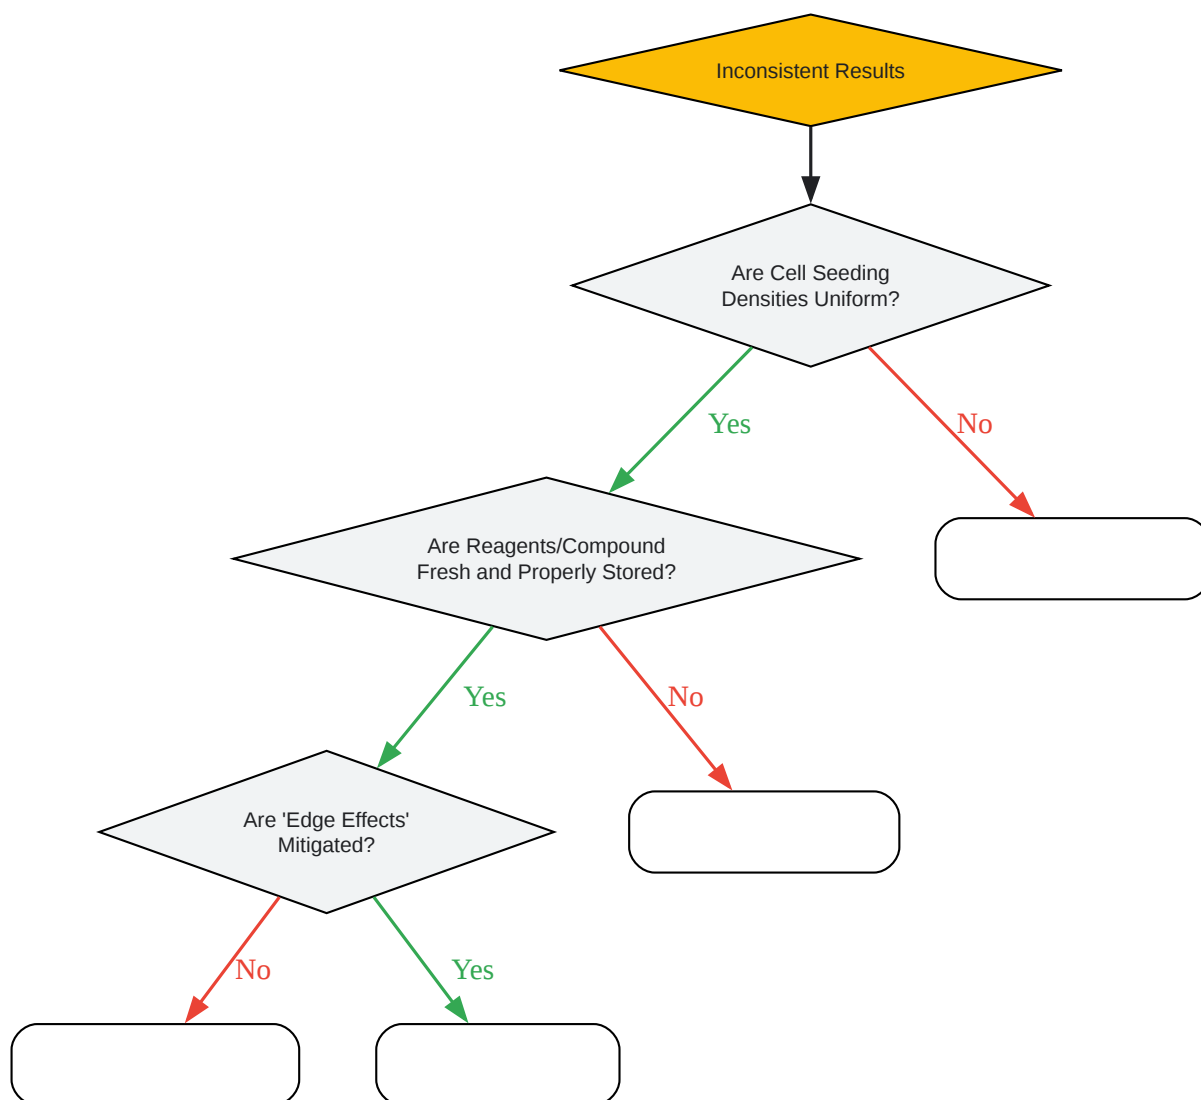 Inconsistent Results
Are Cell Seeding
Densities Uniform?
Yes
No
Are Reagents/Compound
Fresh and Properly Stored?
Yes
No
Are 'Edge Effects'
Mitigated?
No
Yes